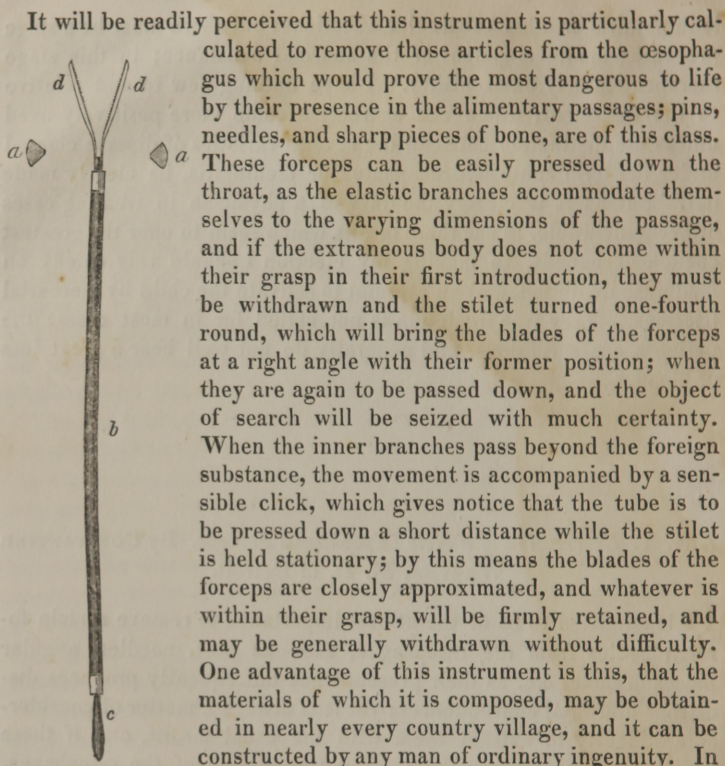 It will be readily perceived that this instrument is particularly cal-
culated to remove those articles from the œsopha-
gus which would prove the most dangerous to life
by their presence in the alimentary passages; pins,
needles, and sharp pieces of bone, are of this class.
These forceps can be easily pressed down the
throat, as the elastic branches accommodate them-
selves to the varying dimensions of the passage,
and if the extraneous body does not come within
their grasp in their first introduction, they must
be withdrawn and the stilet turned one-fourth
round, which will bring the blades of the forceps
at a right angle with their former position; when
they are again to be passed down, and the object
of search will be seized with much certainty.
When the inner branches pass beyond the foreign
substance, the movement is accompanied by a sen-
sible click, which gives notice that the tube is to
be pressed down a short distance while the stilet
is held stationary; by this means the blades of the
forceps are closely approximated, and whatever is
within their grasp, will be firmly retained, and
may be generally withdrawn without difficulty.
One advantage of this instrument is this, that the
materials of which it is composed, may be obtain-
ed in nearly every country village, and it can be
constructed by any man of ordinary ingenuity. In
d d
a a
b
c